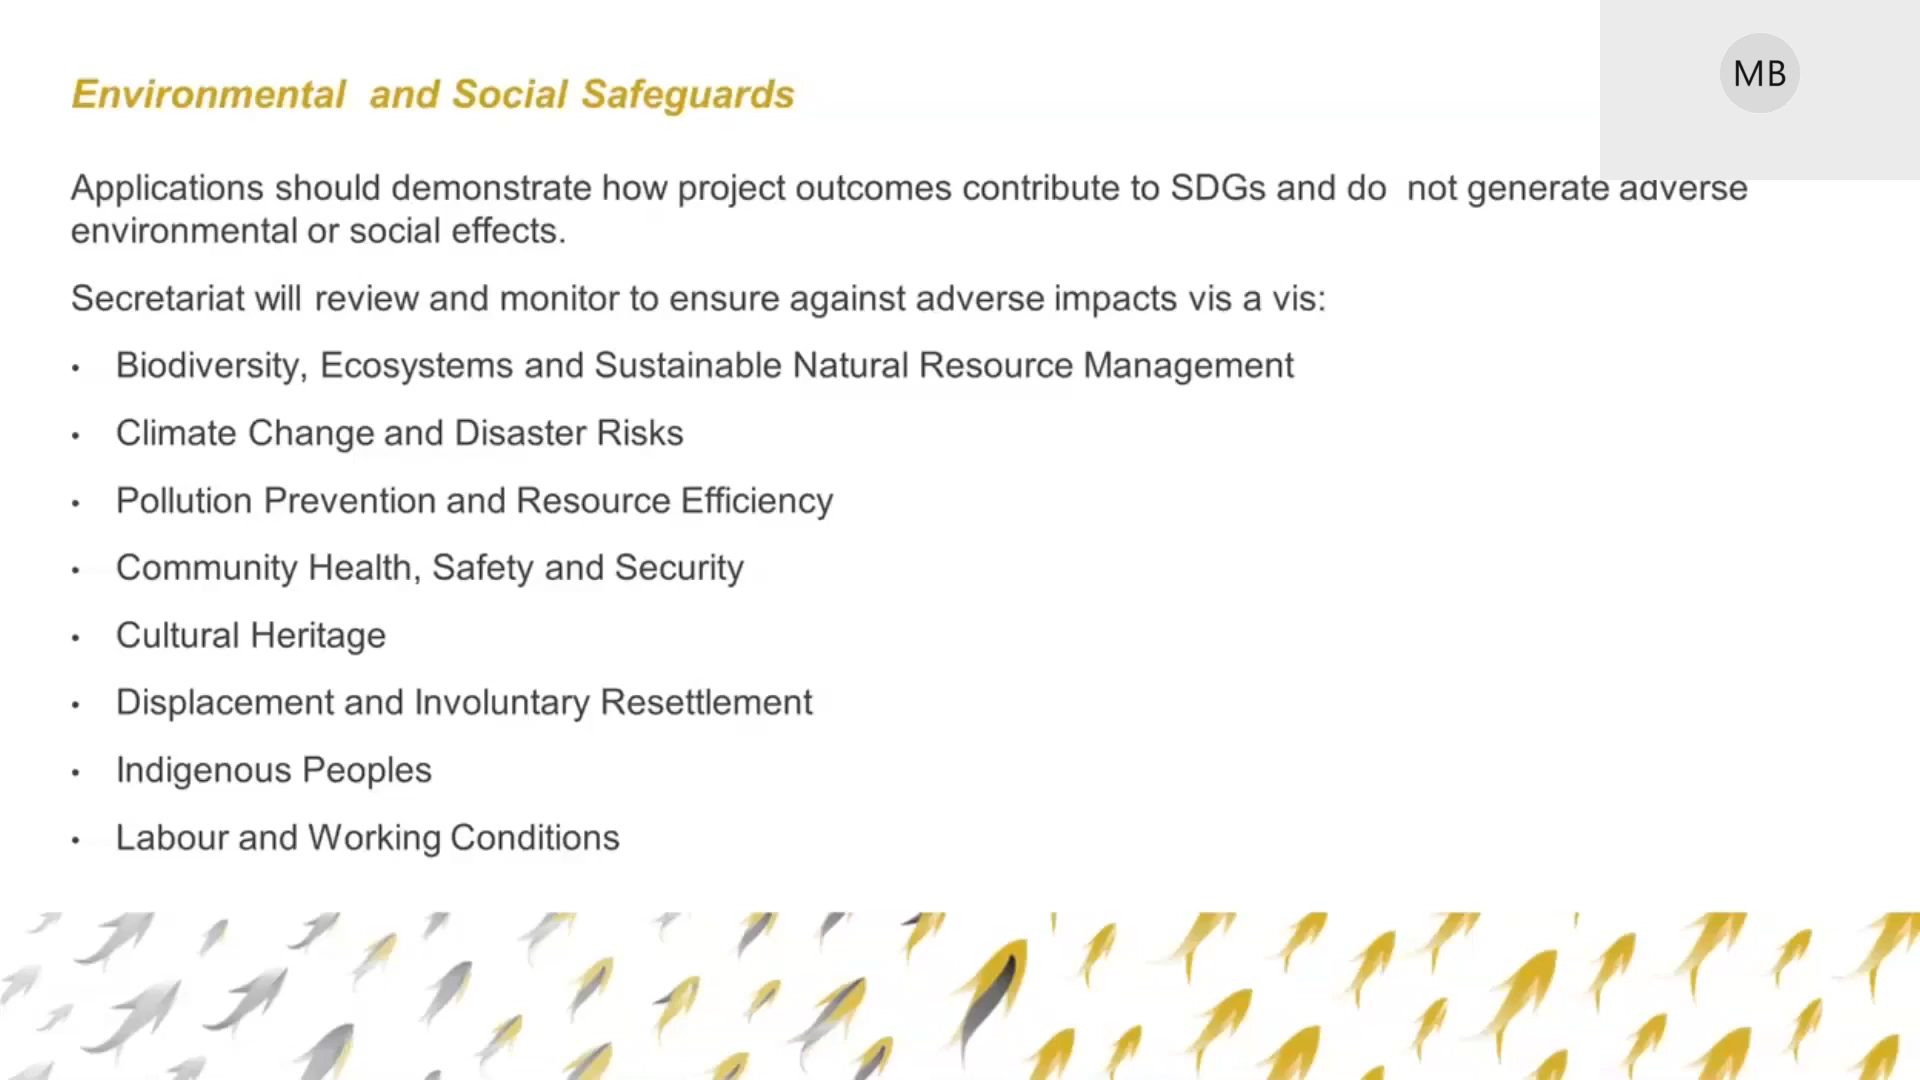 MB
Environmental and Social Safeguards
Applications should demonstrate how project outcomes contribute to SDGs and do not generate adverse
environmental or social effects.
Secretariat will review and monitor to ensure against adverse impacts vis a vis:
• Biodiversity, Ecosystems and Sustainable Natural Resource Management
• Climate Change and Disaster Risks
• Pollution Prevention and Resource Efficiency
• Community Health, Safety and Security
• Cultural Heritage
• Displacement and Involuntary Resettlement
• Indigenous Peoples
• Labour and Working Conditions